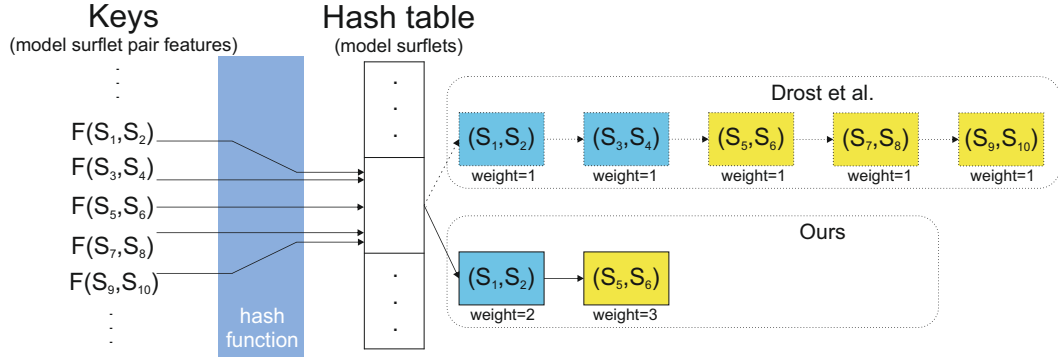 Keys
(model surflet pair features)
Hash table
(model surflets)
F(S₁,S₂)
F(S₃,S₄)
F(S₅,S₆)
F(S₇,S₈)
F(S₉,S₁₀)
hash
function
Drost et al.
(S₁,S₂) (S₃,S₄) (S₅,S₆) (S₇,S₈) (S₉,S₁₀)
weight=1 weight=1 weight=1 weight=1 weight=1
Ours
(S₁,S₂) (S₅,S₆)
weight=2 weight=3